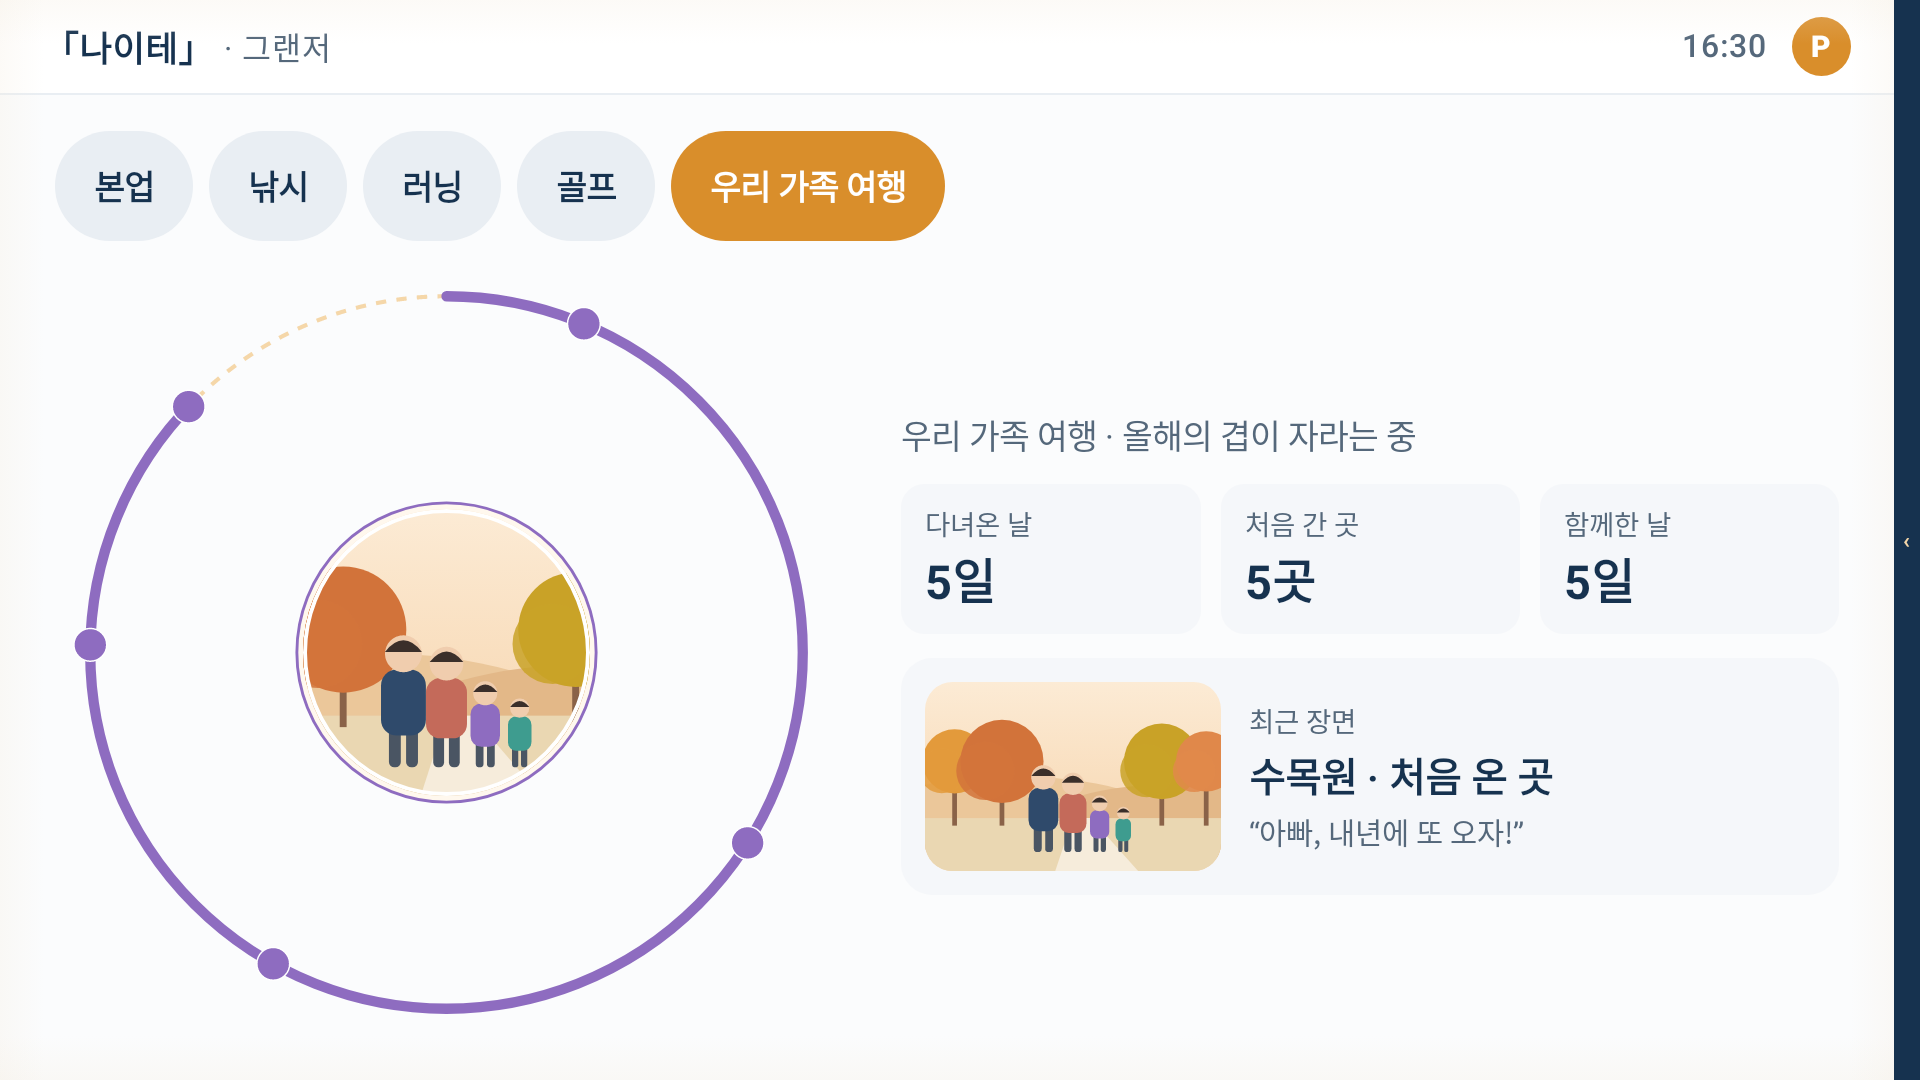 「나이테」 · 그랜저
16:30
P
본업
낚시
러닝
골프
우리 가족 여행
우리 가족 여행 · 올해의 겹이 자라는 중
다녀온 날
5일
처음 간 곳
5곳
함께한 날
5일
최근 장면
수목원 · 처음 온 곳
“아빠, 내년에 또 오자!”
‹